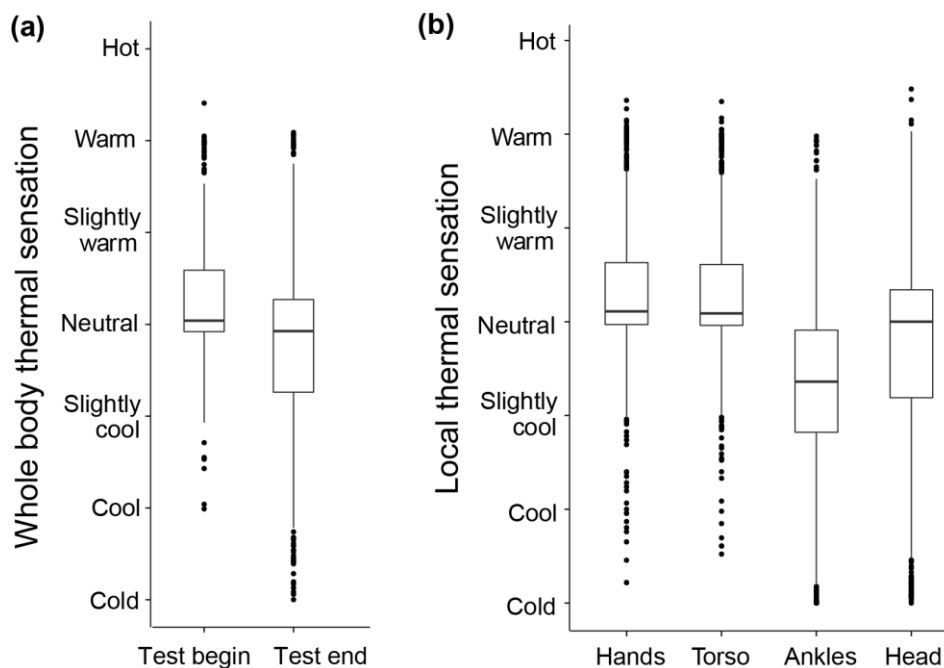 (a)
Whole body thermal sensation
Hot
Warm
Slightly
warm
Neutral
Slightly
cool
Cool
Cold
Test begin
Test end
(b)
Local thermal sensation
Hot
Warm
Slightly
warm
Neutral
Slightly
cool
Cool
Cold
Hands
Torso
Ankles
Head